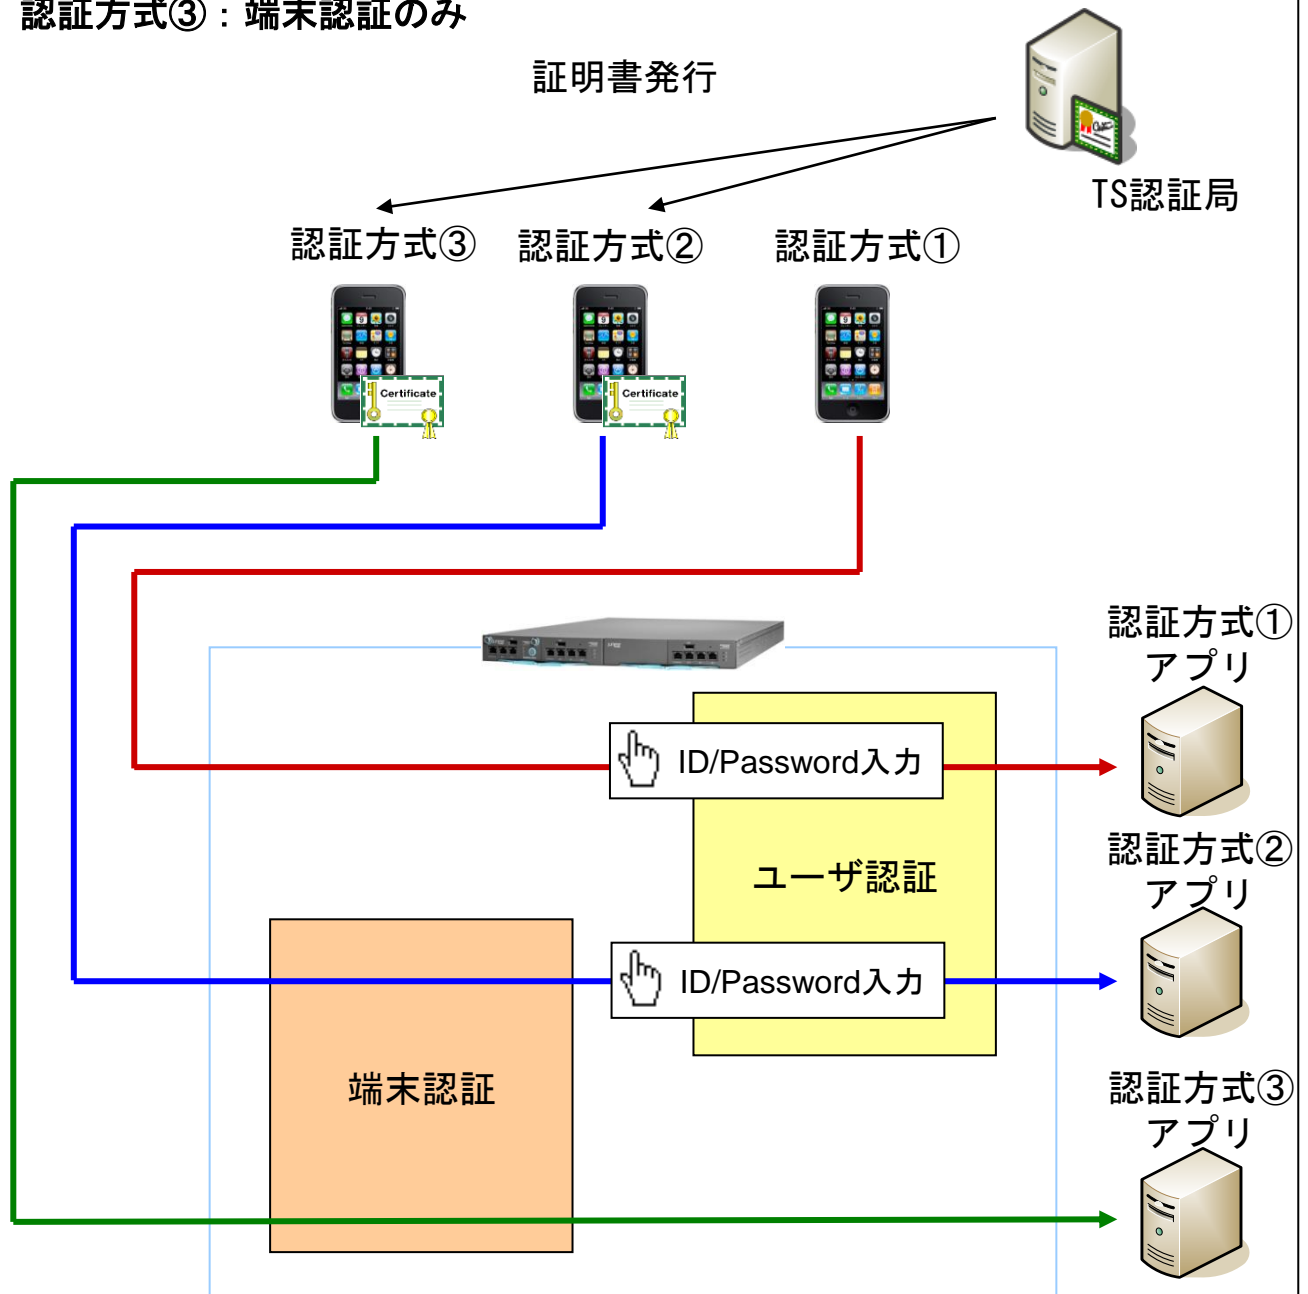 認証方式③：端末認証のみ
証明書発行
TS認証局
認証方式③
認証方式②
認証方式①
Certificate
Certificate
認証方式①
アプリ
ID/Password入力
ユーザ認証
認証方式②
アプリ
ID/Password入力
端末認証
認証方式③
アプリ